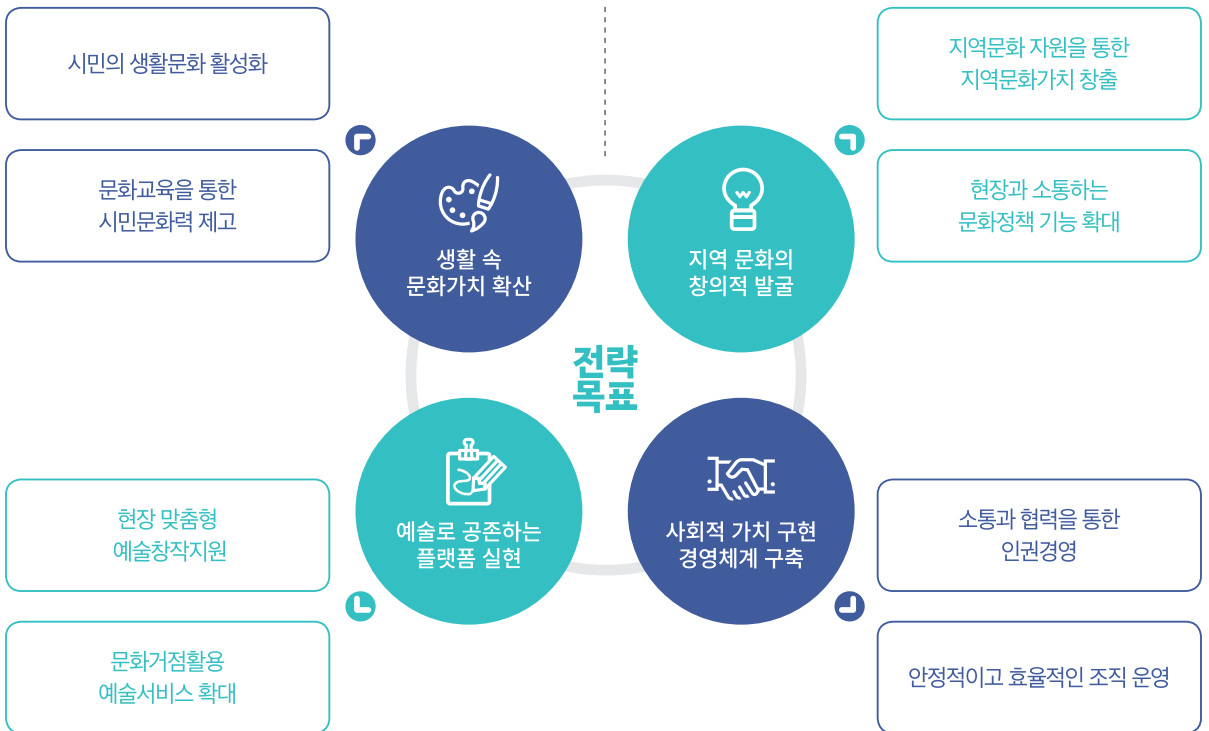 시민의 생활문화 활성화
문화교육을 통한
시민문화력 제고
생활 속
문화가치 확산
지역문화 자원을 통한
지역문화가치 창출
현장과 소통하는
문화정책 기능 확대
지역 문화의
창의적 발굴
전략
목표
현장 맞춤형
예술창작지원
문화거점활용
예술서비스 확대
예술로 공존하는
플랫폼 실현
사회적 가치 구현
경영체계 구축
소통과 협력을 통한
인권경영
안정적이고 효율적인 조직 운영